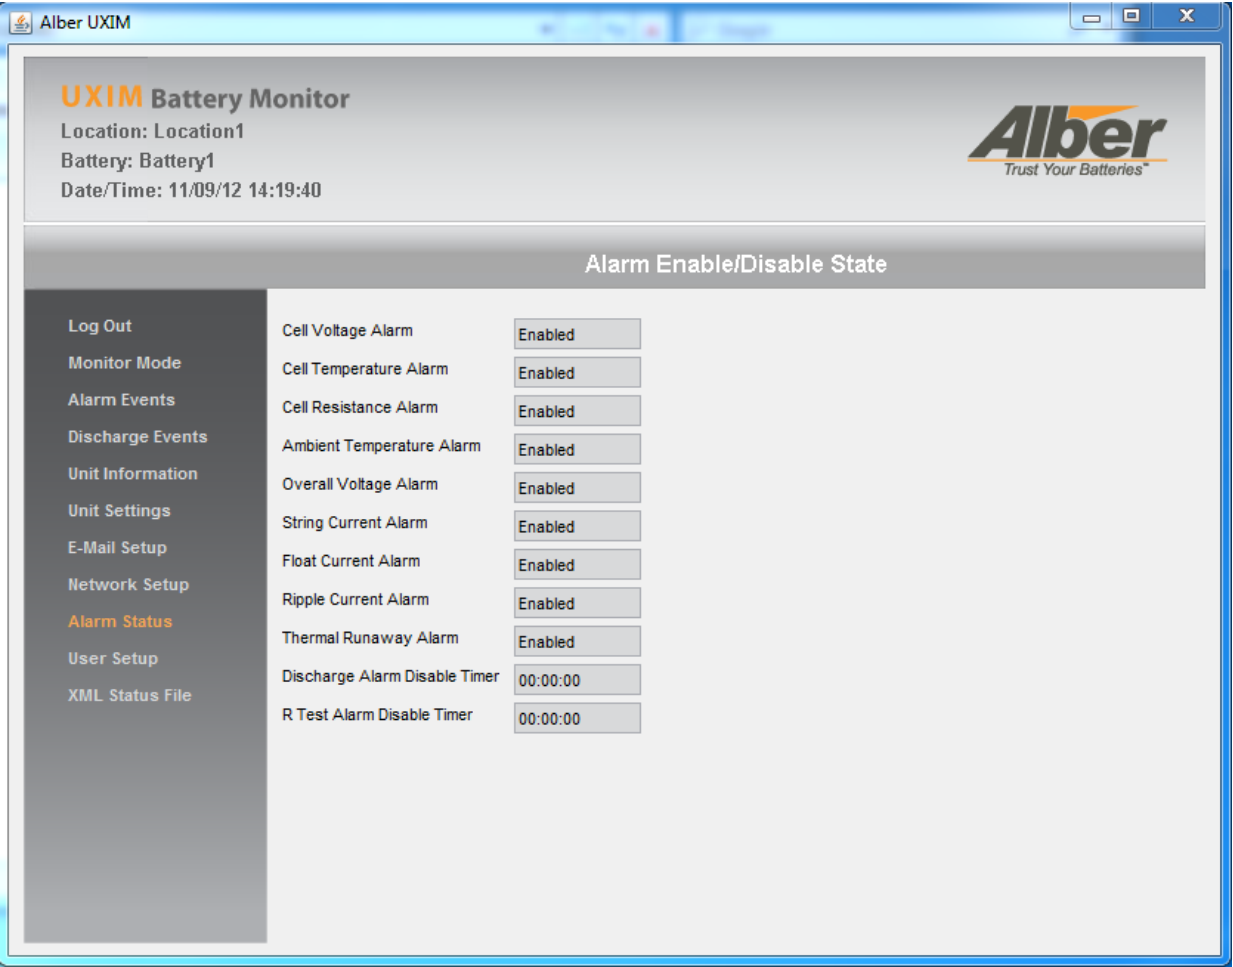 Alber UXIM
UXIM Battery Monitor
Location: Location1
Battery: Battery1
Date/Time: 11/09/12 14:19:40
Alber
Trust Your Batteries™
Alarm Enable/Disable State
Log Out
Monitor Mode
Alarm Events
Discharge Events
Unit Information
Unit Settings
E-Mail Setup
Network Setup
Alarm Status
User Setup
XML Status File
Cell Voltage Alarm Enabled
Cell Temperature Alarm Enabled
Cell Resistance Alarm Enabled
Ambient Temperature Alarm Enabled
Overall Voltage Alarm Enabled
String Current Alarm Enabled
Float Current Alarm Enabled
Ripple Current Alarm Enabled
Thermal Runaway Alarm Enabled
Discharge Alarm Disable Timer 00:00:00
R Test Alarm Disable Timer 00:00:00